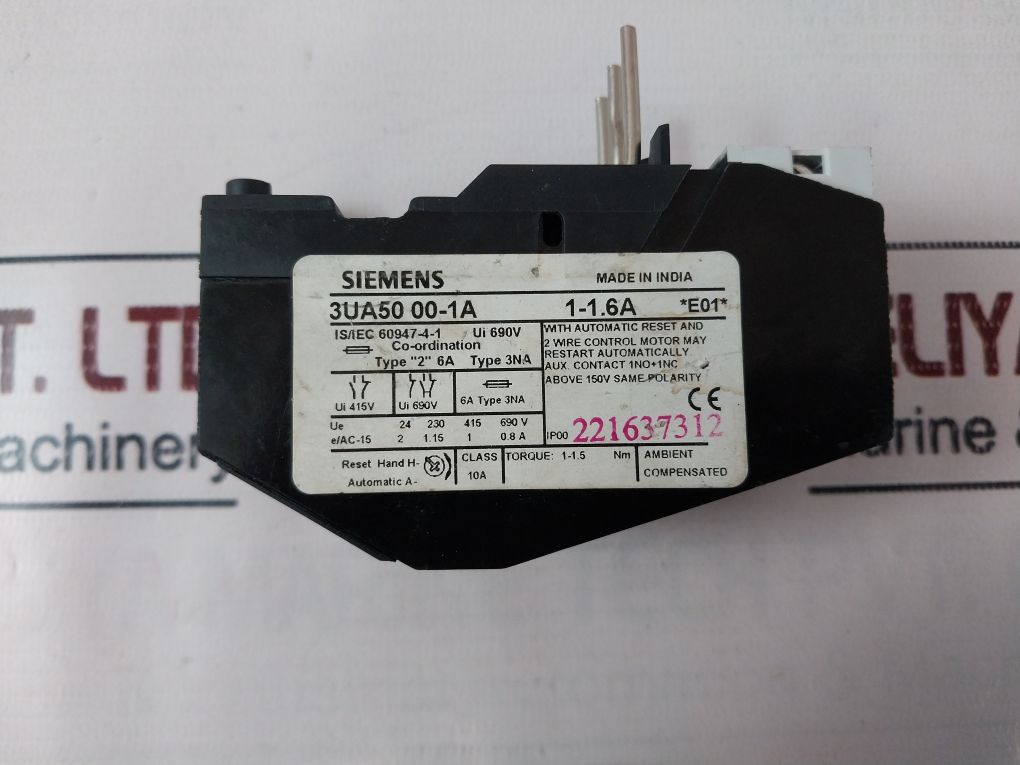 SIEMENS MADE IN INDIA
3UA50 00-1A 1-1.6A *E01*
IS/IEC 60947-4-1 Ui 690V
Co-ordination
Type "2" 6A Type 3NA
WITH AUTOMATIC RESET AND
2 WIRE CONTROL MOTOR MAY
RESTART AUTOMATICALLY
AUX. CONTACT 1NO+1NC
ABOVE 150V SAME POLARITY
Ui 415V Ui 690V 6A Type 3NA
CE
Ue 24 230 415 690 V
e/AC-15 2 1.15 1 0.8 A
IP00 221637312
Reset Hand H-
Automatic A-
CLASS
10A
TORQUE: 1-1.5 Nm
AMBIENT
COMPENSATED
T. LTD
achinery
ELIYA
arine &